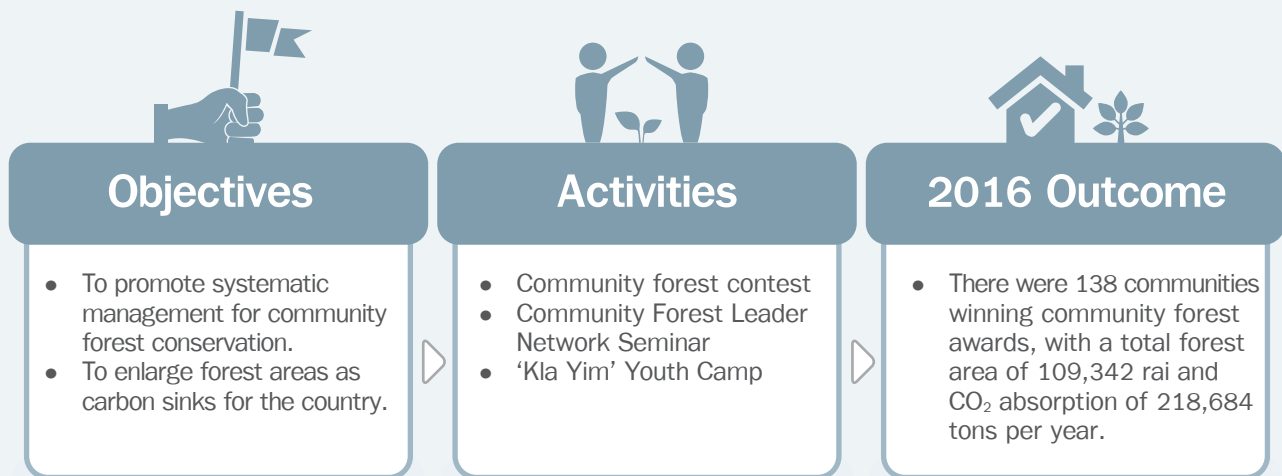 Objectives
● To promote systematic
management for community
forest conservation.
● To enlarge forest areas as
carbon sinks for the country.
Activities
● Community forest contest
● Community Forest Leader
Network Seminar
● ‘Kla Yim’ Youth Camp
2016 Outcome
● There were 138 communities
winning community forest
awards, with a total forest
area of 109,342 rai and
CO₂ absorption of 218,684
tons per year.